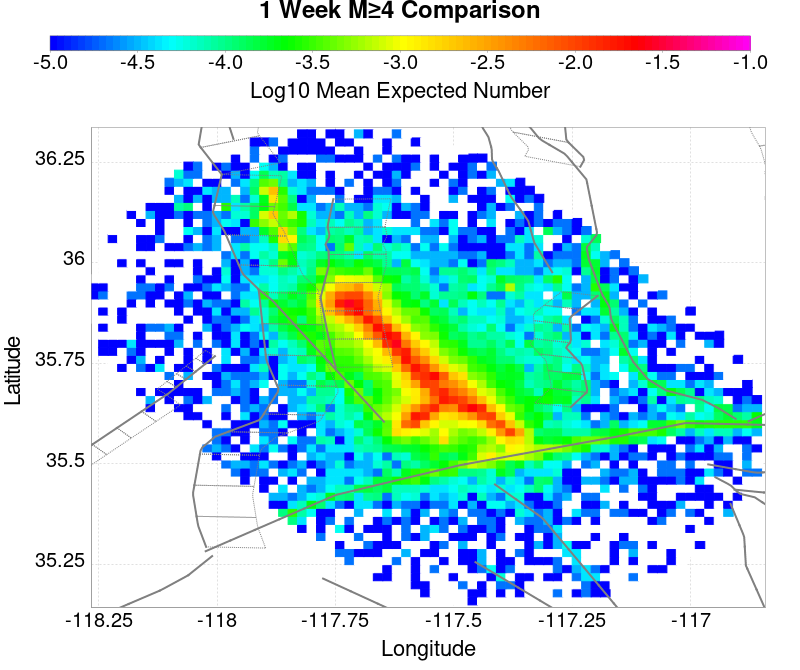 1 Week M≥4 Comparison
-5.0 -4.5 -4.0 -3.5 -3.0 -2.5 -2.0 -1.5 -1.0
Log10 Mean Expected Number
36.25
36
35.75
35.5
35.25
Latitude
-118.25 -118 -117.75 -117.5 -117.25 -117
Longitude